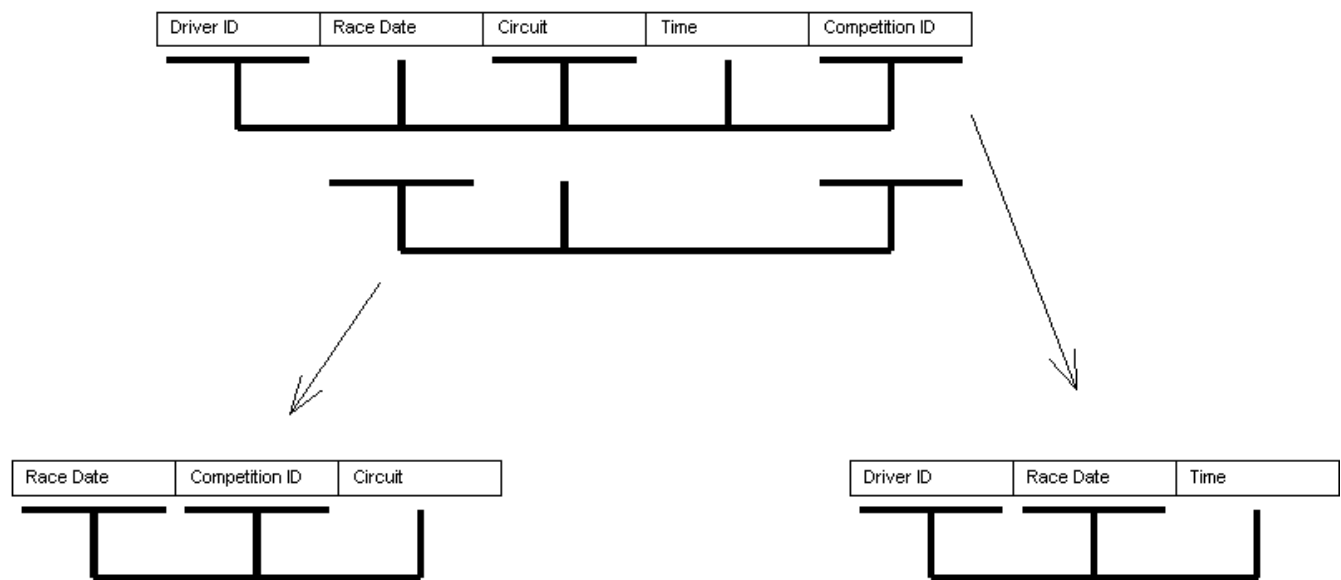 Driver ID Race Date Circuit Time Competition ID
Race Date Competition ID Circuit
Driver ID Race Date Time